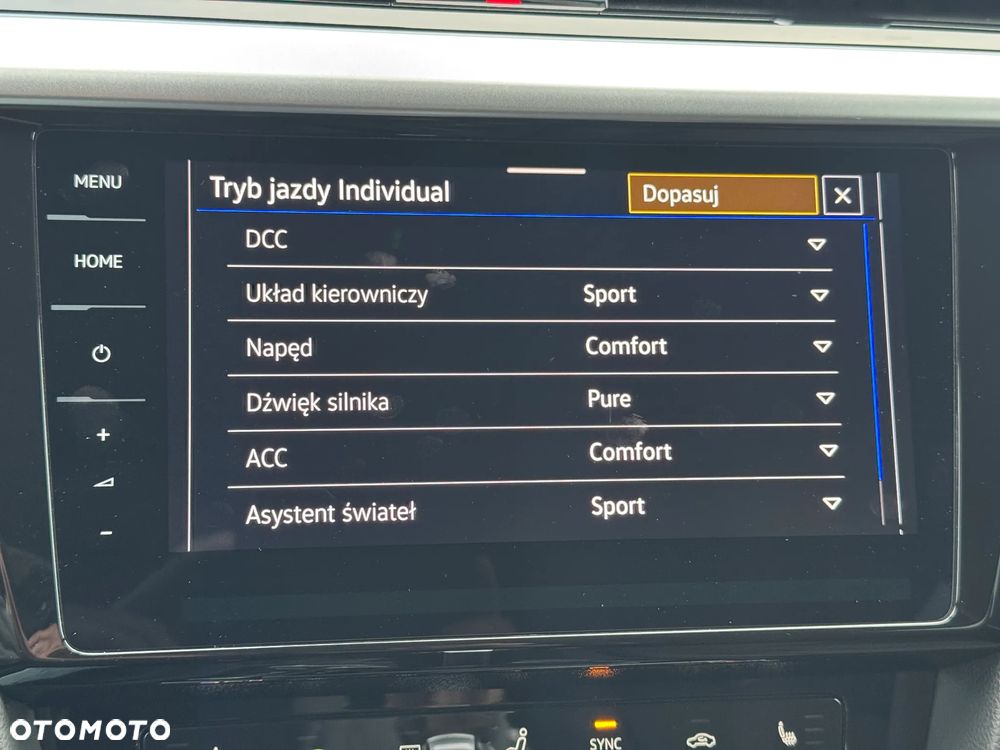 MENU
HOME
Tryb jazdy Individual
Dopasuj
DCC
Układ kierowniczy Sport
Napęd Comfort
Dźwięk silnika Pure
ACC Comfort
Asystent świateł Sport
SYNC
OTOMOTO